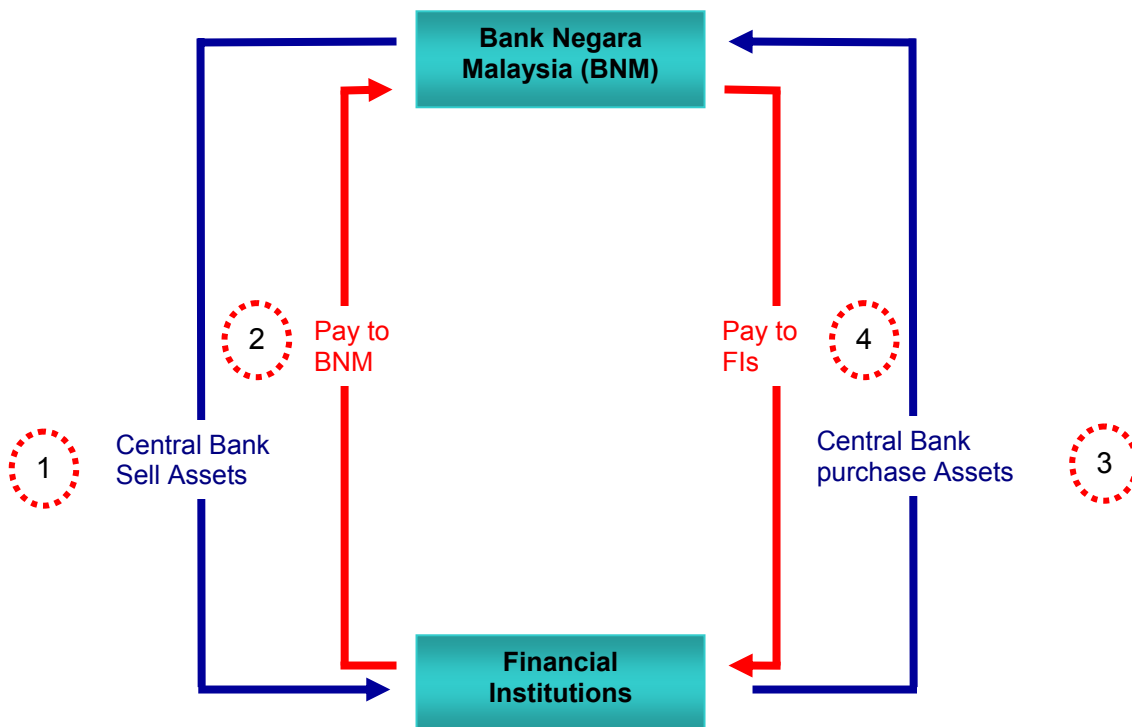 Bank Negara
Malaysia (BNM)
2
Pay to
BNM
Pay to
FIs
4
1
Central Bank
Sell Assets
Central Bank
purchase Assets
3
Financial
Institutions